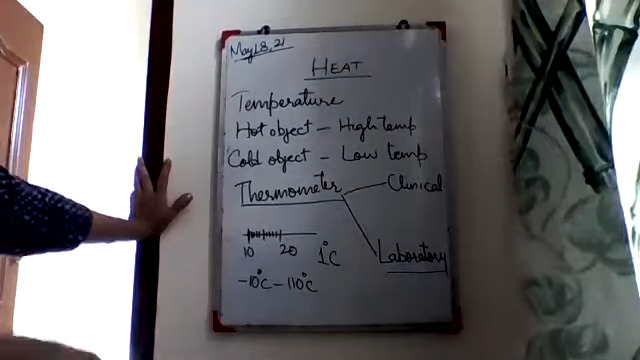 May 18, 21
HEAT
Temperature
Hot object – High temp
Cold object – Low temp
Thermometer
Clinical
Laboratory
10 20 1°C
-10°C – 110°C